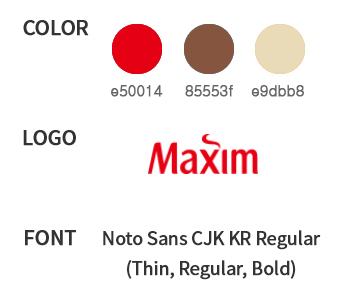 COLOR
e50014 85553f e9dbb8
LOGO
Maxim
FONT
Noto Sans CJK KR Regular
(Thin, Regular, Bold)